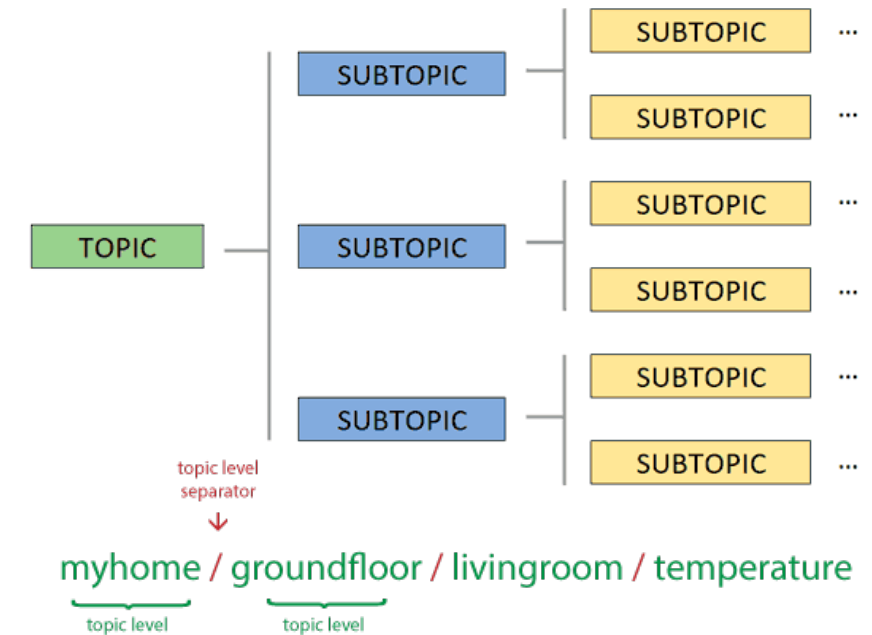 SUBTOPIC ...
SUBTOPIC
SUBTOPIC ...
SUBTOPIC ...
TOPIC
SUBTOPIC
SUBTOPIC ...
SUBTOPIC ...
SUBTOPIC
SUBTOPIC ...
topic level
separator
myhome / groundfloor / livingroom / temperature
topic level
topic level